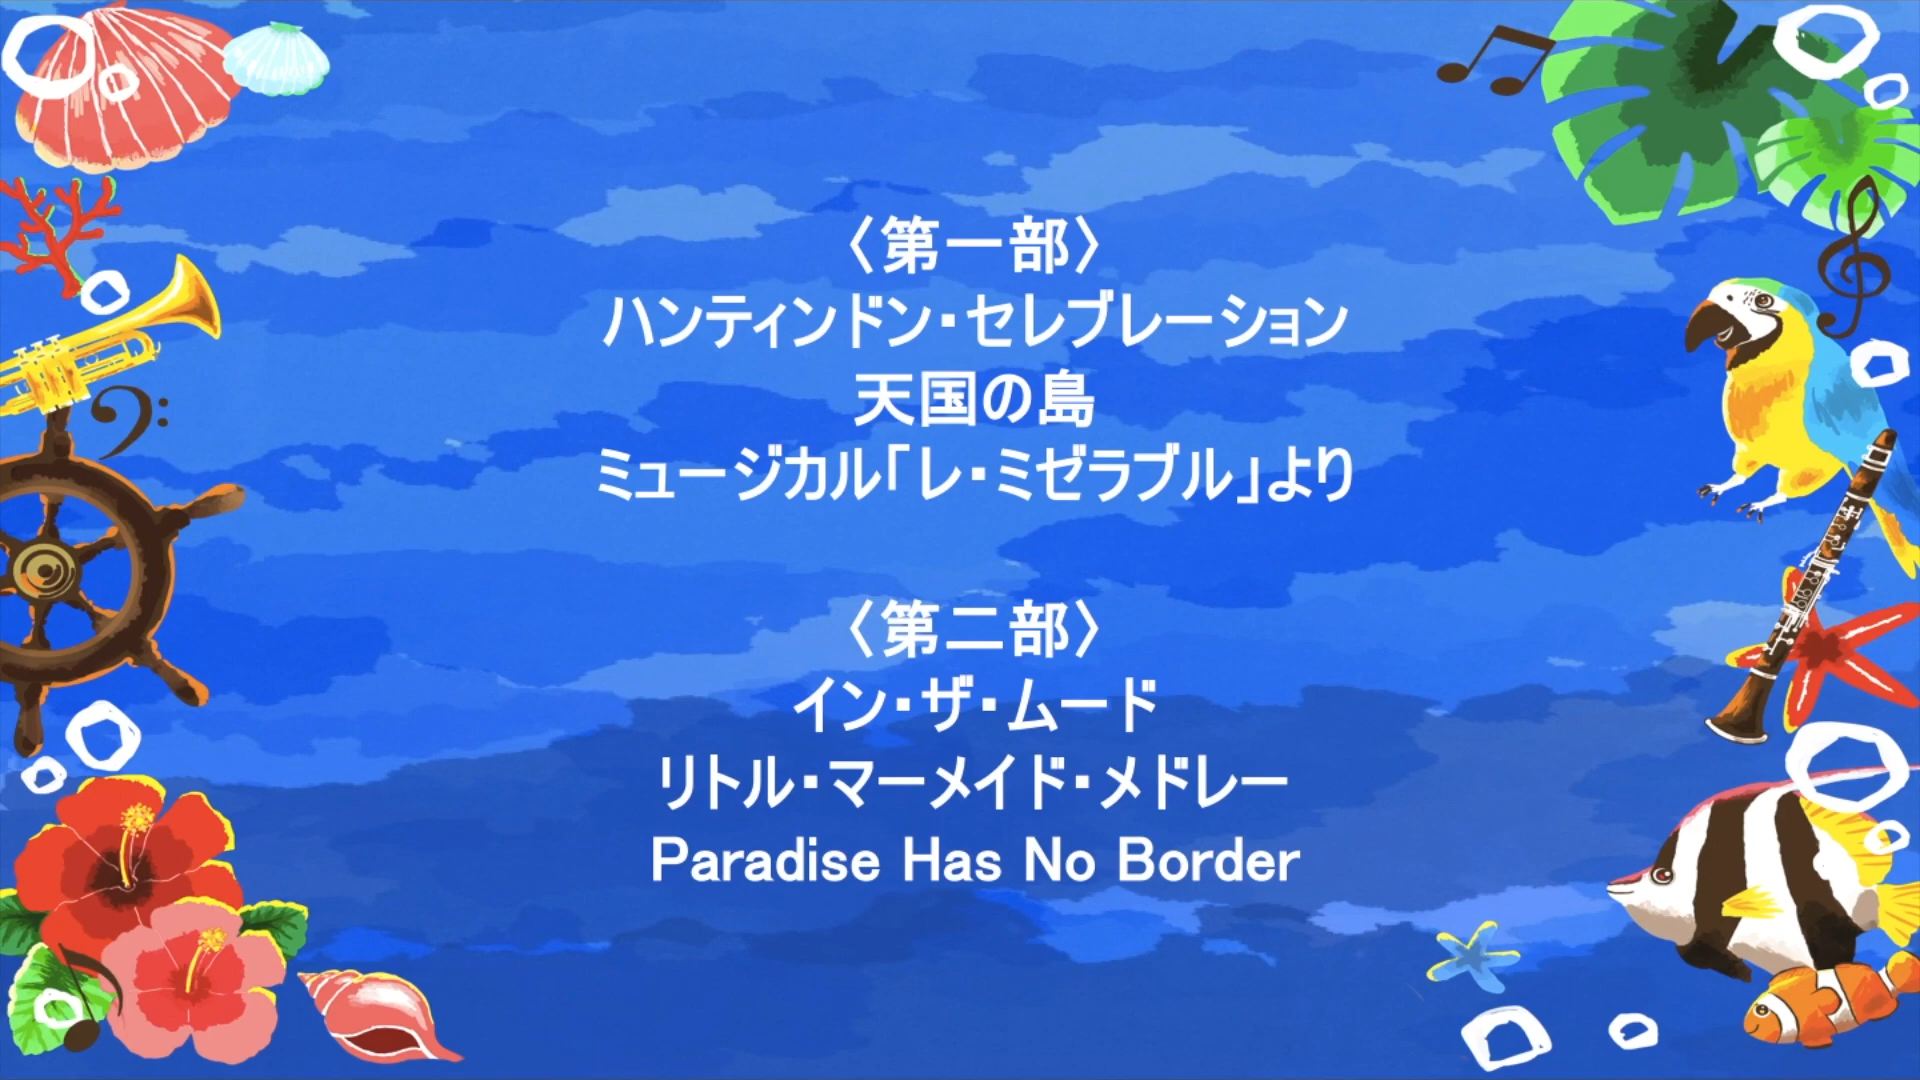 〈第一部〉
ハンティンドン・セレブレーション
天国の島
ミュージカル「レ・ミゼラブル」より
〈第二部〉
イン・ザ・ムード
リトル・マーメイド・メドレー
Paradise Has No Border